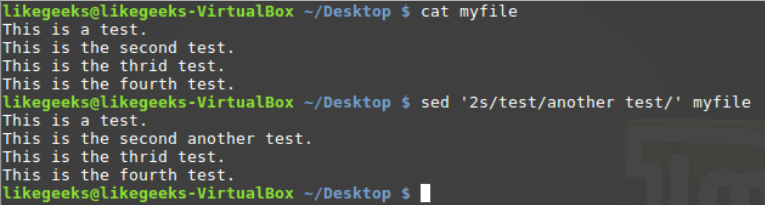 likegeeks@likegeeks-VirtualBox ~/Desktop $ cat myfile
This is a test.
This is the second test.
This is the thrid test.
This is the fourth test.
likegeeks@likegeeks-VirtualBox ~/Desktop $ sed '2s/test/another test/' myfile
This is a test.
This is the second another test.
This is the thrid test.
This is the fourth test.
likegeeks@likegeeks-VirtualBox ~/Desktop $